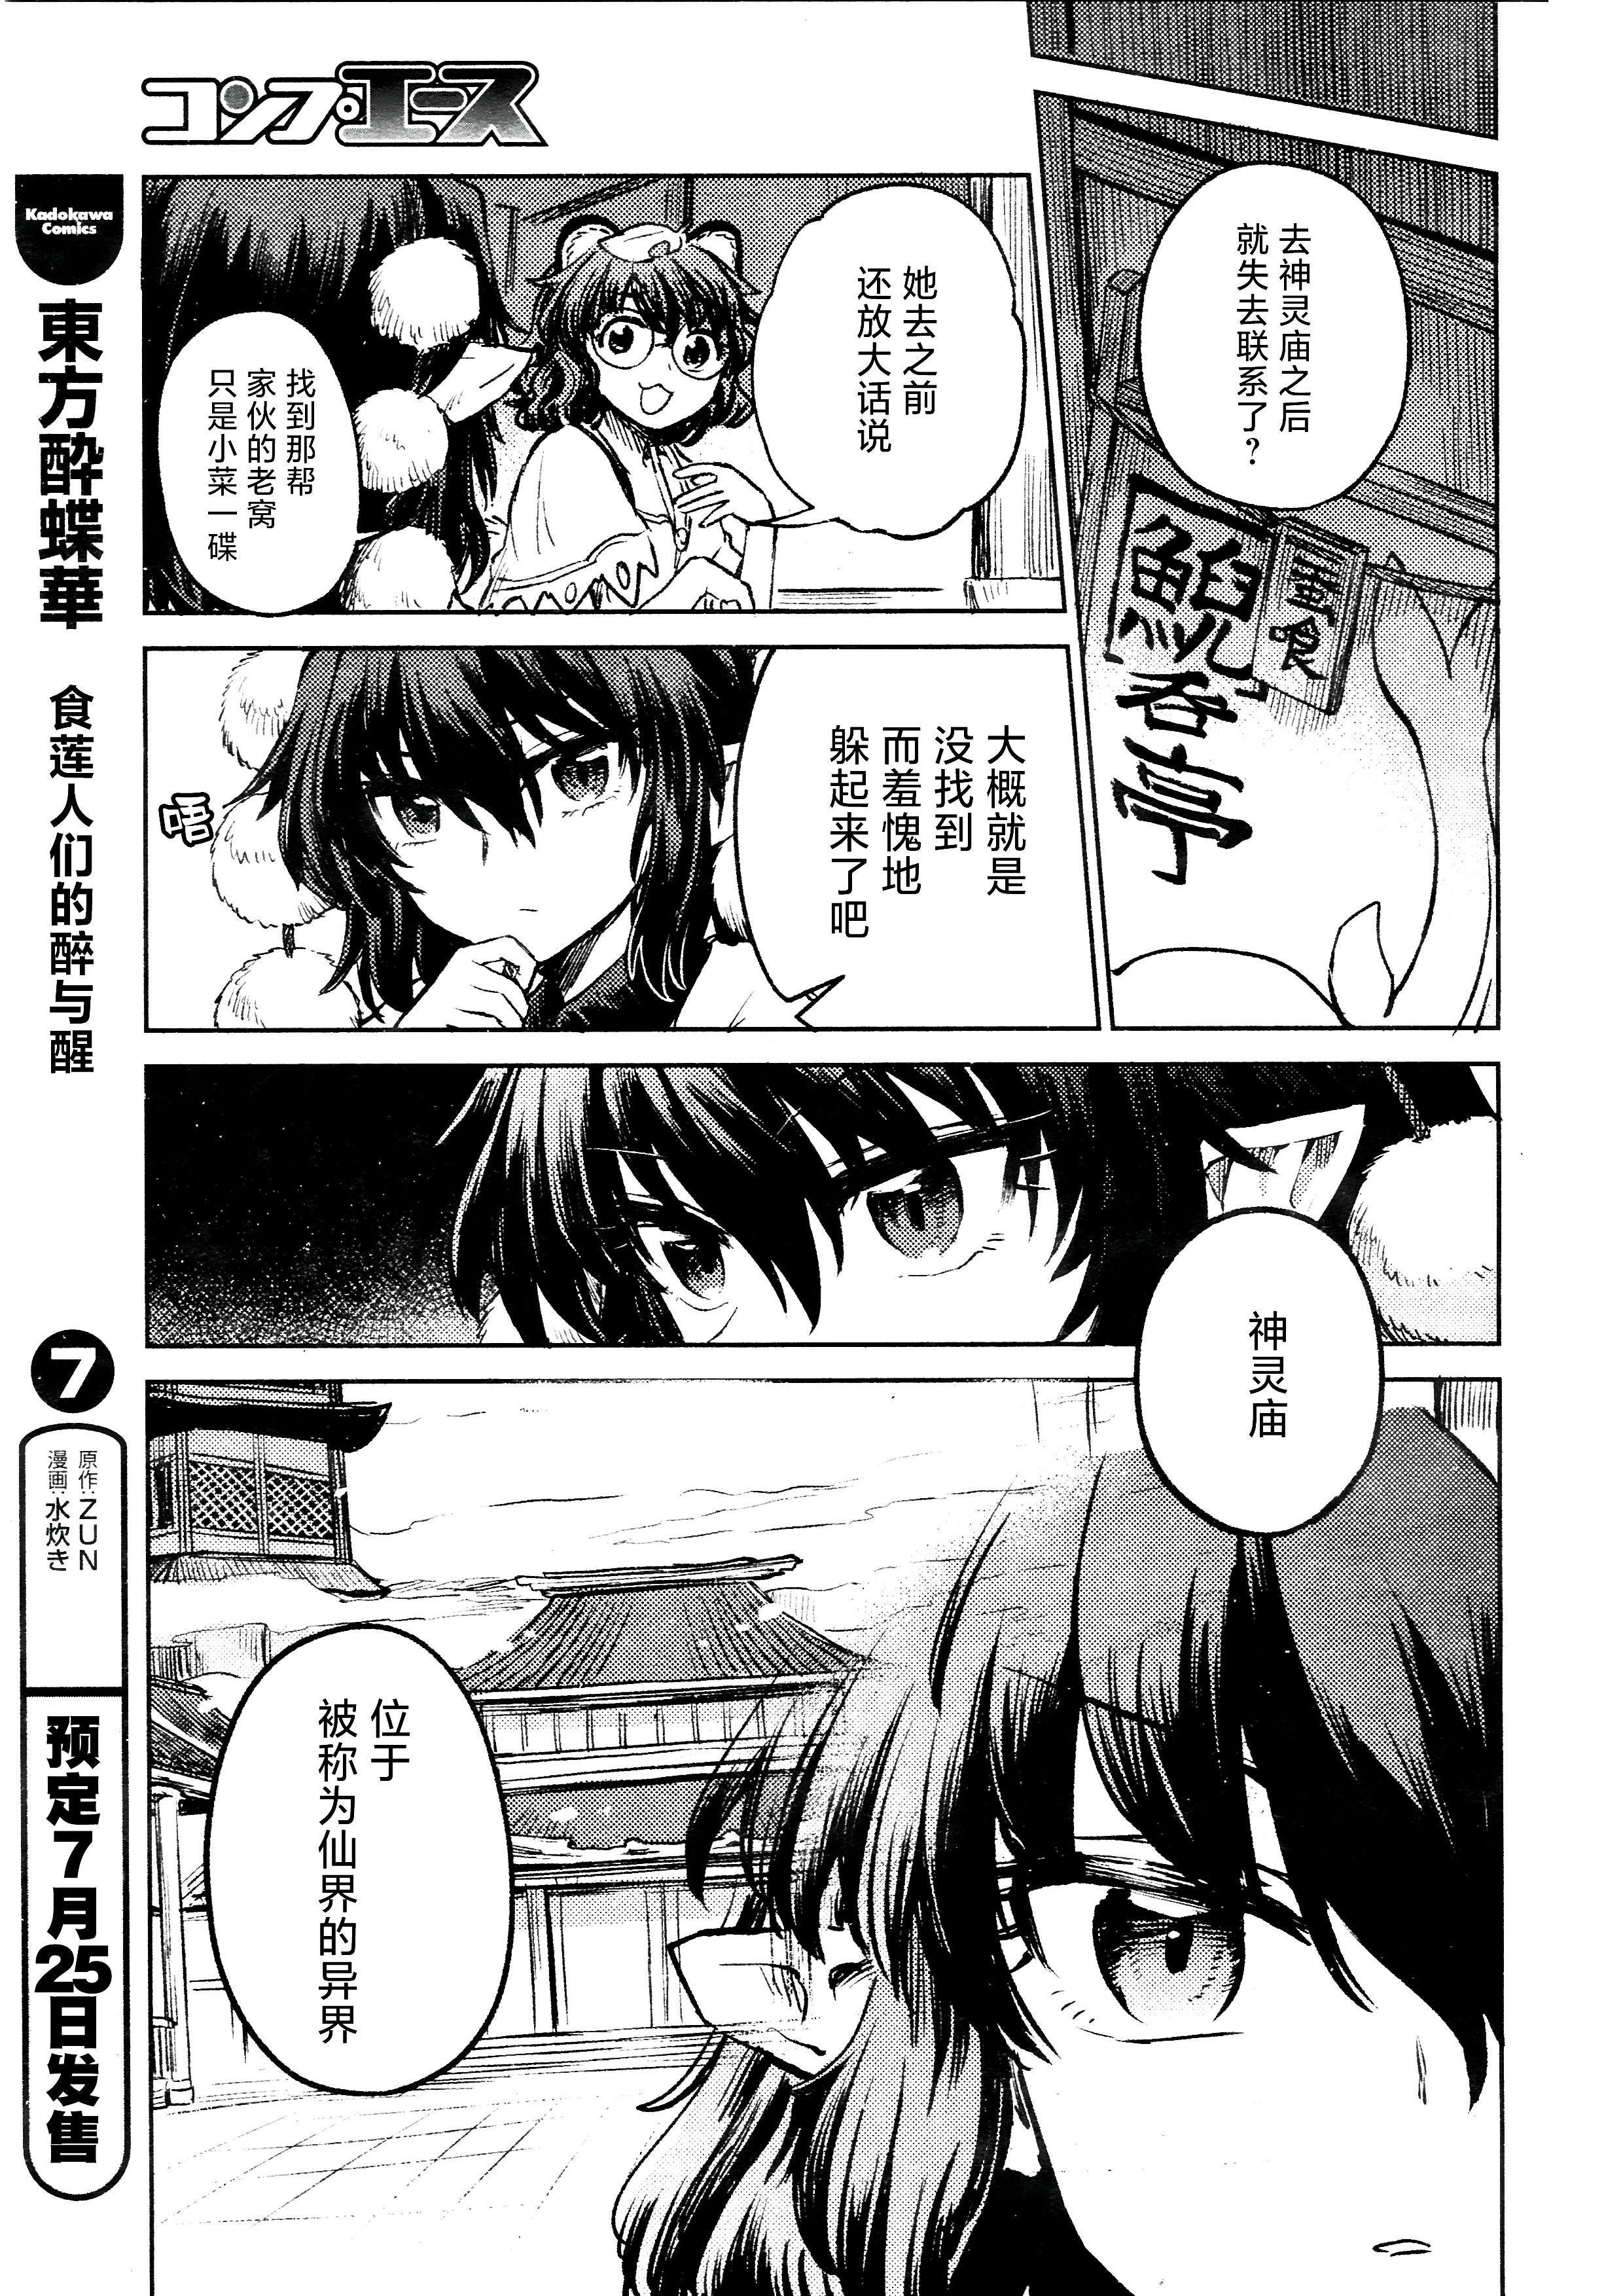 コンプ・エース
去神灵庙之后
就失去联系了?
蚕食
鯢呑亭
她去之前
还放大话说
找到那帮
家伙的老窝
只是小菜一碟
大概就是
没找到
而羞愧地
躲起来了吧
唔
神灵庙
位于
被称为仙界的异界
Kadokawa
Comics
東方酔蝶華
食莲人们的醉与醒
7
原作:ZUN
漫画:水炊き
预定7月25日发售